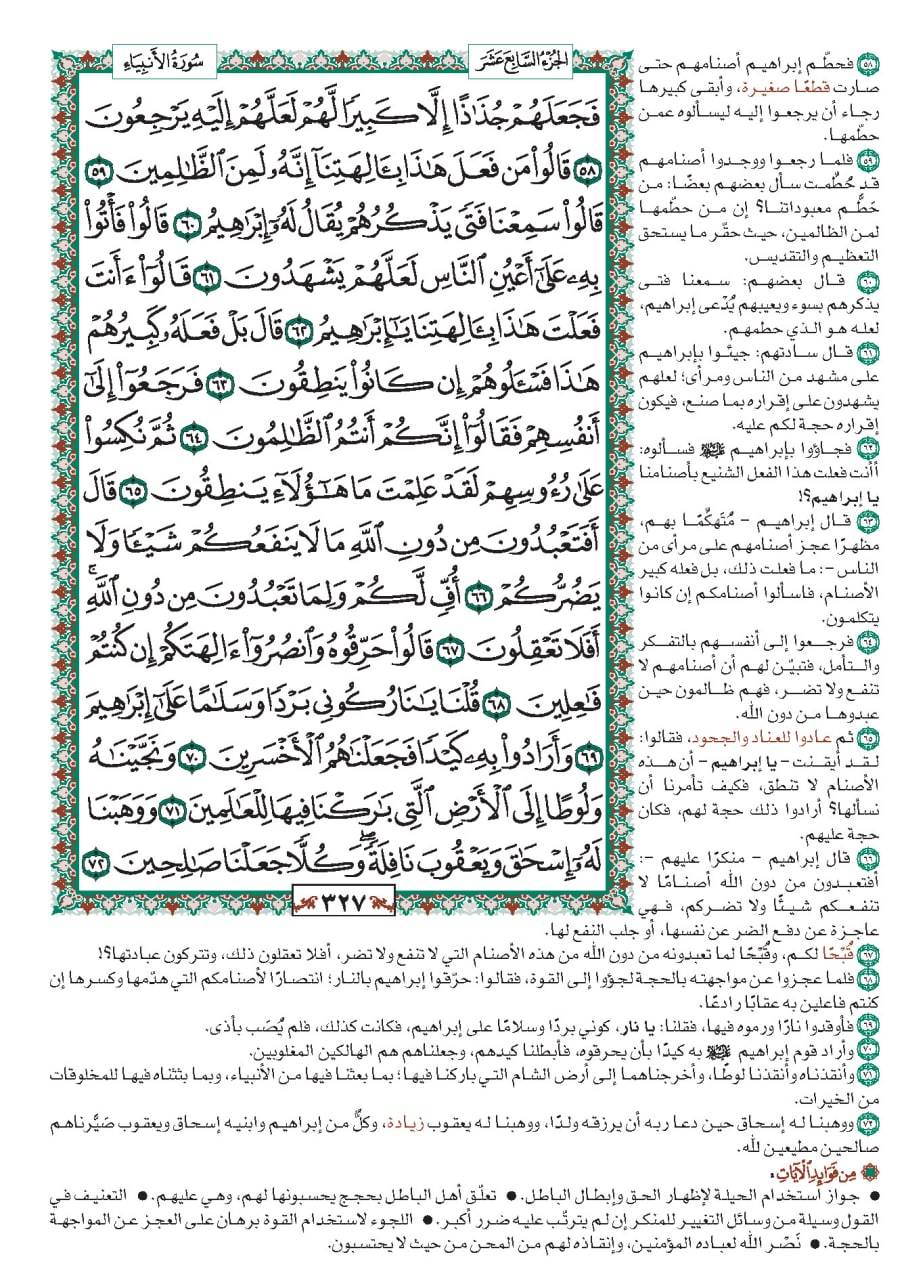 الجزء السابع عشر
سورة الأنبياء
فَجَعَلَهُمْ جُذَٰذًا إِلَّا كَبِيرًا لَّهُمْ لَعَلَّهُمْ إِلَيْهِ يَرْجِعُونَ
٥٨ قَالُوا۟ مَن فَعَلَ هَٰذَا بِـَٔالِهَتِنَآ إِنَّهُۥ لَمِنَ ٱلظَّٰلِمِينَ ٥٩
قَالُوا۟ سَمِعْنَا فَتًى يَذْكُرُهُمْ يُقَالُ لَهُۥٓ إِبْرَٰهِيمُ ٦٠ قَالُوا۟ فَأْتُوا۟
بِهِۦ عَلَىٰٓ أَعْيُنِ ٱلنَّاسِ لَعَلَّهُمْ يَشْهَدُونَ ٦١ قَالُوٓا۟ ءَأَنتَ
فَعَلْتَ هَٰذَا بِـَٔالِهَتِنَا يَٰٓإِبْرَٰهِيمُ ٦٢ قَالَ بَلْ فَعَلَهُۥ كَبِيرُهُمْ
هَٰذَا فَسْـَٔلُوهُمْ إِن كَانُوا۟ يَنطِقُونَ ٦٣ فَرَجَعُوٓا۟ إِلَىٰٓ
أَنفُسِهِمْ فَقَالُوٓا۟ إِنَّكُمْ أَنتُمُ ٱلظَّٰلِمُونَ ٦٤ ثُمَّ نُكِسُوا۟
عَلَىٰ رُءُوسِهِمْ لَقَدْ عَلِمْتَ مَا هَٰٓؤُلَآءِ يَنطِقُونَ ٦٥ قَالَ
أَفَتَعْبُدُونَ مِن دُونِ ٱللَّهِ مَا لَا يَنفَعُكُمْ شَيْـًٔا وَلَا
يَضُرُّكُمْ ٦٦ أُفٍّ لَّكُمْ وَلِمَا تَعْبُدُونَ مِن دُونِ ٱللَّهِۚ
أَفَلَا تَعْقِلُونَ ٦٧ قَالُوا۟ حَرِّقُوهُ وَٱنصُرُوٓا۟ ءَالِهَتَكُمْ إِن كُنتُمْ
فَٰعِلِينَ ٦٨ قُلْنَا يَٰنَارُ كُونِى بَرْدًا وَسَلَٰمًا عَلَىٰٓ إِبْرَٰهِيمَ
٦٩ وَأَرَادُوا۟ بِهِۦ كَيْدًا فَجَعَلْنَٰهُمُ ٱلْأَخْسَرِينَ ٧٠ وَنَجَّيْنَٰهُ
وَلُوطًا إِلَى ٱلْأَرْضِ ٱلَّتِى بَٰرَكْنَا فِيهَا لِلْعَٰلَمِينَ ٧١ وَوَهَبْنَا
لَهُۥٓ إِسْحَٰقَ وَيَعْقُوبَ نَافِلَةًۖ وَكُلًّا جَعَلْنَا صَٰلِحِينَ ٧٢
٣٢٧
٥٨ فحطّم إبراهيم أصنامهم حتى
صارت قطعًا صغيرة، وأبقى كبيرها
رجاء أن يرجعوا إليه ليسألوه عمن
حطّمها.
٥٩ فلما رجعوا ووجدوا أصنامهم
قد حُطِّمت سأل بعضهم بعضًا: من
حَطَّم معبوداتنا؟ إن من حطّمها
لمن الظالمين، حيث حقّر ما يستحق
التعظيم والتقديس.
٦٠ قال بعضهم: سمعنا فتى
يذكرهم بسوء ويعيبهم يُدْعى إبراهيم،
لعله هو الذي حطمهم.
٦١ قال سادتهم: جيئوا بإبراهيم
على مشهد من الناس ومرأى؛ لعلهم
يشهدون على إقراره بما صنع، فيكون
إقراره حجة لكم عليه.
٦٢ فجاؤوا بإبراهيم ﷺ فسألوه:
أأنت فعلت هذا الفعل الشنيع بأصنامنا
يا إبراهيم؟!
٦٣ قال إبراهيم – مُتَهكِّمًا بهم،
مظهرًا عجز أصنامهم على مرأى من
الناس –: ما فعلت ذلك، بل فعله كبير
الأصنام، فاسألوا أصنامكم إن كانوا
يتكلمون.
٦٤ فرجعوا إلى أنفسهم بالتفكر
والتأمل، فتبيّن لهم أن أصنامهم لا
تنفع ولا تضر، فهم ظالمون حين
عبدوها من دون الله.
٦٥ ثم عادوا للعناد والجحود، فقالوا:
لقد أيقنت – يا إبراهيم – أن هذه
الأصنام لا تنطق، فكيف تأمرنا أن
نسألها؟ أرادوا ذلك حجة لهم، فكان
حجة عليهم.
٦٦ قال إبراهيم – منكرًا عليهم –:
أفتعبدون من دون الله أصنامًا لا
تنفعكم شيئًا ولا تضركم، فهي
عاجزة عن دفع الضر عن نفسها، أو جلب النفع لها.
٦٧ قُبْحًا لكم، وقُبْحًا لما تعبدونه من دون الله من هذه الأصنام التي لا تنفع ولا تضر، أفلا تعقلون ذلك، وتتركون عبادتها؟!
٦٨ فلما عجزوا عن مواجهته بالحجة لجؤوا إلى القوة، فقالوا: حرّقوا إبراهيم بالنار؛ انتصارًا لأصنامكم التي هدّمها وكسرها إن
كنتم فاعلين به عقابًا رادعًا.
٦٩ فأوقدوا نارًا ورموه فيها، فقلنا: يا نار، كوني بردًا وسلامًا على إبراهيم، فكانت كذلك، فلم يُصَب بأذى.
٧٠ وأراد قوم إبراهيم ﷺ به كيدًا بأن يحرقوه، فأبطلنا كيدهم، وجعلناهم هم الهالكين المغلوبين.
٧١ وأنقذناه وأنقذنا لوطًا، وأخرجناهما إلى أرض الشام التي باركنا فيها؛ بما بعثنا فيها من الأنبياء، وبما بثثناه فيها للمخلوقات
من الخيرات.
٧٢ ووهبنا له إسحاق حين دعا ربه أن يرزقه ولدًا، ووهبنا له يعقوب زيادة، وكلٌّ من إبراهيم وابنيه إسحاق ويعقوب صَيَّرناهم
صالحين مطيعين لله.
مِن فَوَائِدِ الآيَاتِ:
• جواز استخدام الحيلة لإظهار الحق وإبطال الباطل. • تعلّق أهل الباطل بحجج يحسبونها لهم، وهي عليهم. • التعنيف في
القول وسيلة من وسائل التغيير للمنكر إن لم يترتّب عليه ضرر أكبر. • اللجوء لاستخدام القوة برهان على العجز عن المواجهة
بالحجة. • نَصْر الله لعباده المؤمنين، وإنقاذه لهم من المحن من حيث لا يحتسبون.